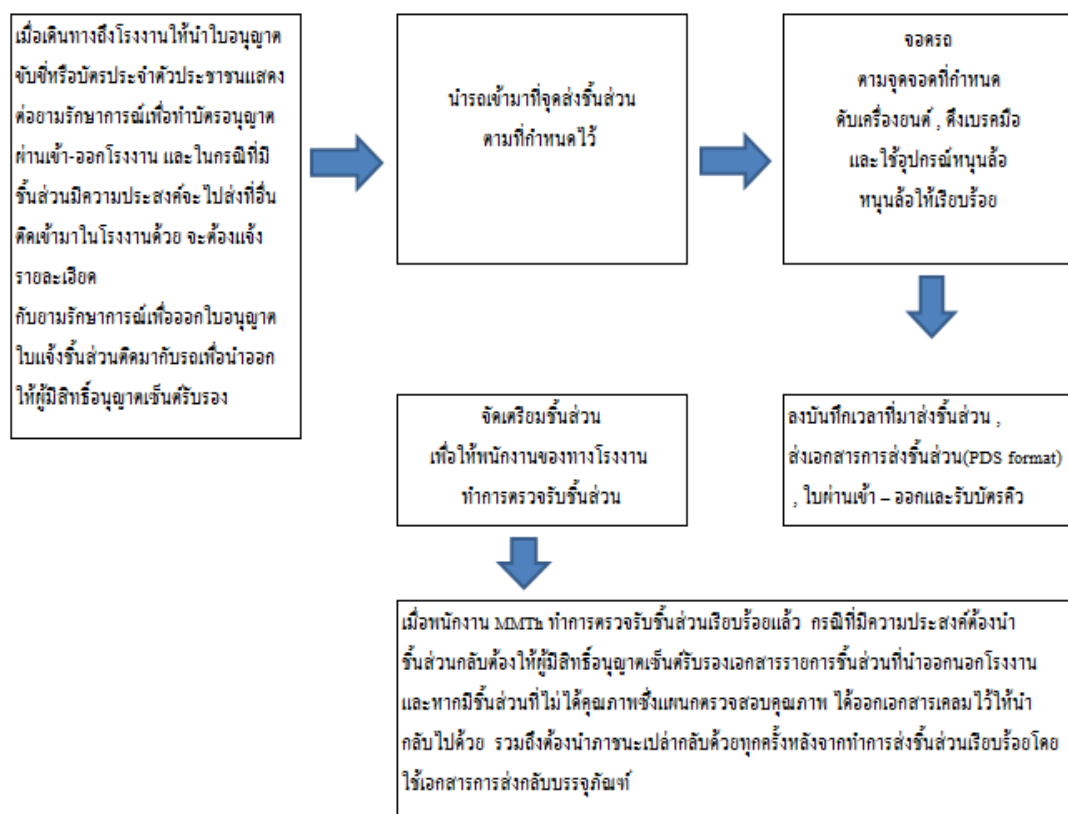 เมื่อเดินทางถึงโรงงานให้นำใบอนุญาต
ขับขี่หรือบัตรประจำตัวประชาชนแสดง
ต่อยามรักษาการณ์เพื่อทำบัตรอนุญาต
ผ่านเข้า-ออกโรงงาน และในกรณีที่มี
ชิ้นส่วนมีความประสงค์จะไปส่งที่อื่น
ติดเข้ามาในโรงงานด้วย จะต้องแจ้ง
รายละเอียด
กับยามรักษาการณ์เพื่อออกใบอนุญาต
ใบแจ้งชิ้นส่วนติดมากับรถเพื่อนำออก
ให้ผู้มีสิทธิ์อนุญาตเซ็นต์รับรอง
นำรถเข้ามาที่จุดส่งชิ้นส่วน
ตามที่กำหนดไว้
จอดรถ
ตามจุดจอดที่กำหนด
ดับเครื่องยนต์ , ดึงเบรคมือ
และใช้อุปกรณ์หนุนล้อ
หนุนล้อให้เรียบร้อย
ลงบันทึกเวลาที่มาส่งชิ้นส่วน ,
ส่งเอกสารการส่งชิ้นส่วน(PDS format)
, ใบผ่านเข้า – ออกและรับบัตรคิว
จัดเตรียมชิ้นส่วน
เพื่อให้พนักงานของทางโรงงาน
ทำการตรวจรับชิ้นส่วน
เมื่อพนักงาน MMTh ทำการตรวจรับชิ้นส่วนเรียบร้อยแล้ว กรณีที่มีความประสงค์ต้องนำ
ชิ้นส่วนกลับต้องให้ผู้มีสิทธิ์อนุญาตเซ็นต์รับรองเอกสารรายการชิ้นส่วนที่นำออกนอกโรงงาน
และหากมีชิ้นส่วนที่ไม่ได้คุณภาพซึ่งแผนกตรวจสอบคุณภาพ ได้ออกเอกสารเคลมไว้ให้นำ
กลับไปด้วย รวมถึงต้องนำภาชนะเปล่ากลับด้วยทุกครั้งหลังจากทำการส่งชิ้นส่วนเรียบร้อยโดย
ใช้เอกสารการส่งกลับบรรจุภัณฑ์